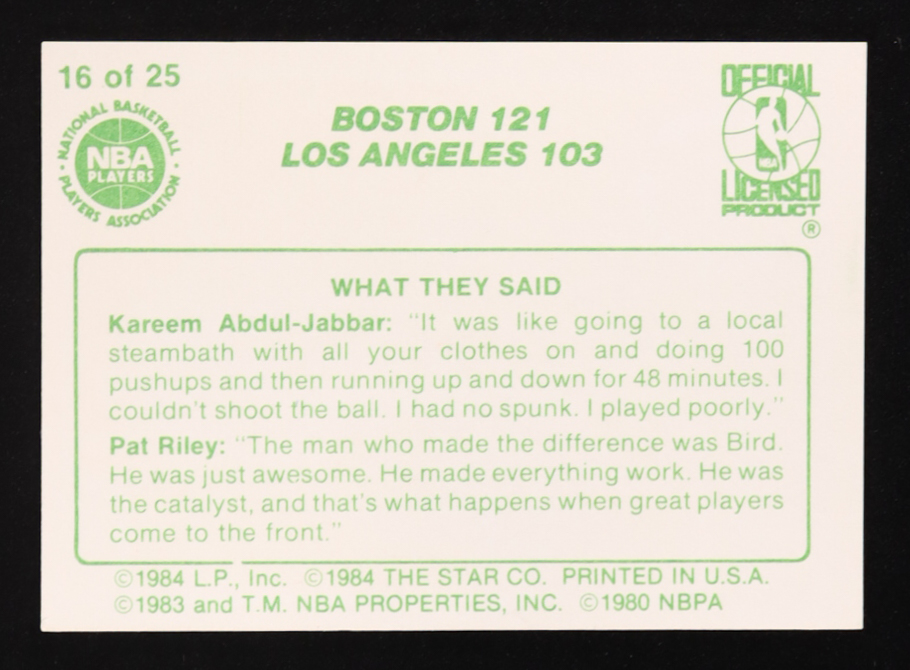 16 of 25
NATIONAL BASKETBALL
NBA
PLAYERS
PLAYERS ASSOCIATION
BOSTON 121
LOS ANGELES 103
OFFICIAL
LICENSED
PRODUCT
®
WHAT THEY SAID
Kareem Abdul-Jabbar: "It was like going to a local
steambath with all your clothes on and doing 100
pushups and then running up and down for 48 minutes. I
couldn't shoot the ball. I had no spunk. I played poorly."
Pat Riley: "The man who made the difference was Bird.
He was just awesome. He made everything work. He was
the catalyst, and that's what happens when great players
come to the front."
©1984 L.P., Inc. ©1984 THE STAR CO. PRINTED IN U.S.A.
©1983 and T.M. NBA PROPERTIES, INC. ©1980 NBPA